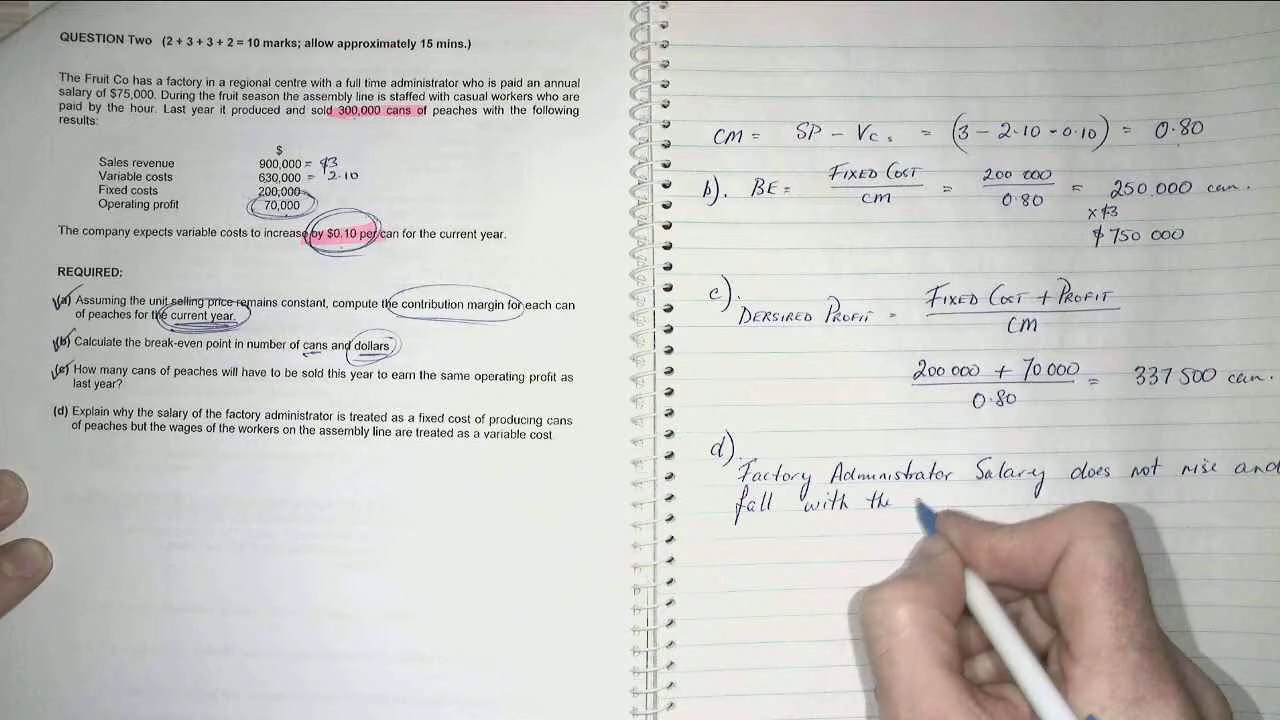 QUESTION Two (2 + 3 + 3 + 2 = 10 marks; allow approximately 15 mins.)
The Fruit Co has a factory in a regional centre with a full time administrator who is paid an annual
salary of $75,000. During the fruit season the assembly line is staffed with casual workers who are
paid by the hour. Last year it produced and sold 300,000 cans of peaches with the following
results:
$
Sales revenue 900,000 = $3
Variable costs 630,000 = 2.10
Fixed costs 200,000
Operating profit 70,000
The company expects variable costs to increase by $0.10 per can for the current year.
REQUIRED:
(a) Assuming the unit selling price remains constant, compute the contribution margin for each can
of peaches for the current year.
(b) Calculate the break-even point in number of cans and dollars
(c) How many cans of peaches will have to be sold this year to earn the same operating profit as
last year?
(d) Explain why the salary of the factory administrator is treated as a fixed cost of producing cans
of peaches but the wages of the workers on the assembly line are treated as a variable cost
CM = SP - VC. = (3 - 2.10 - 0.10) = 0.80
b). BE = FIXED COST / CM = 200 000 / 0.80 = 250.000 can.
x $3
$ 750 000
c).
DERSIRED PROFIT = FIXED COST + PROFIT / CM
200 000 + 70 000 / 0.80 = 337 500 can.
d).
Factory Administrator Salary does not rise and
fall with the